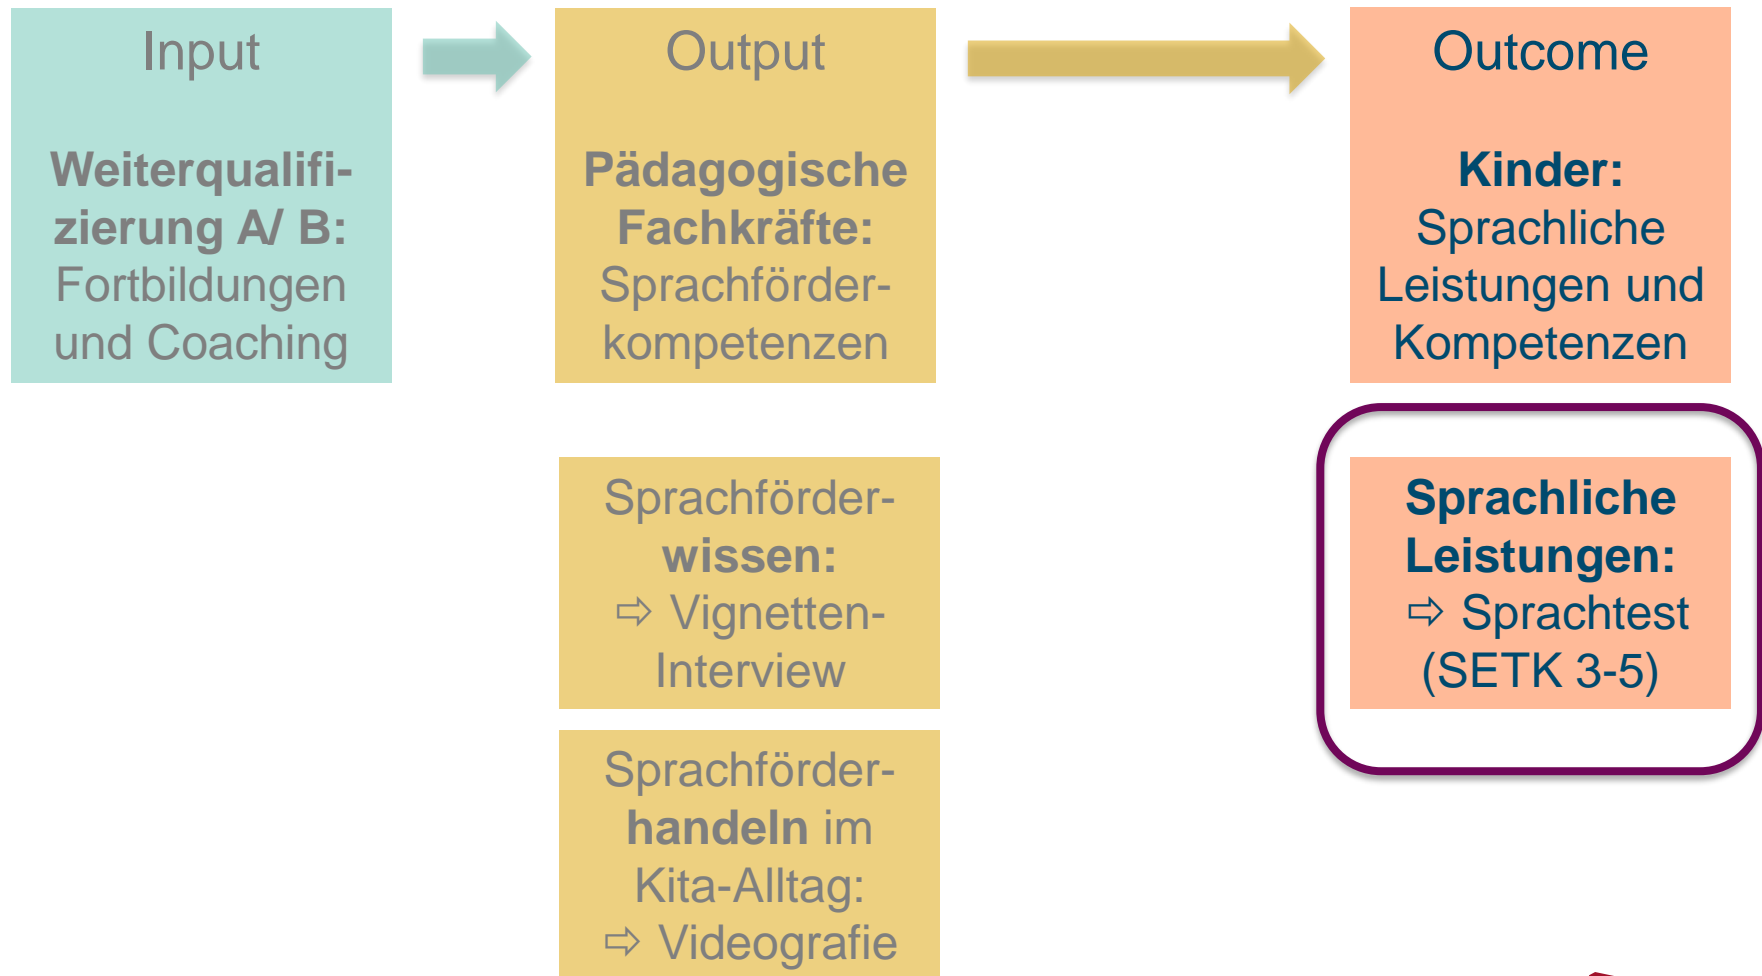 Input
Weiterqualifi-
zierung A/ B:
Fortbildungen
und Coaching
Output
Pädagogische
Fachkräfte:
Sprachförder-
kompetenzen
Outcome
Kinder:
Sprachliche
Leistungen und
Kompetenzen
Sprachförder-
wissen:
⇨ Vignetten-
Interview
Sprachförder-
handeln im
Kita-Alltag:
⇨ Videografie
Sprachliche
Leistungen:
⇨ Sprachtest
(SETK 3-5)